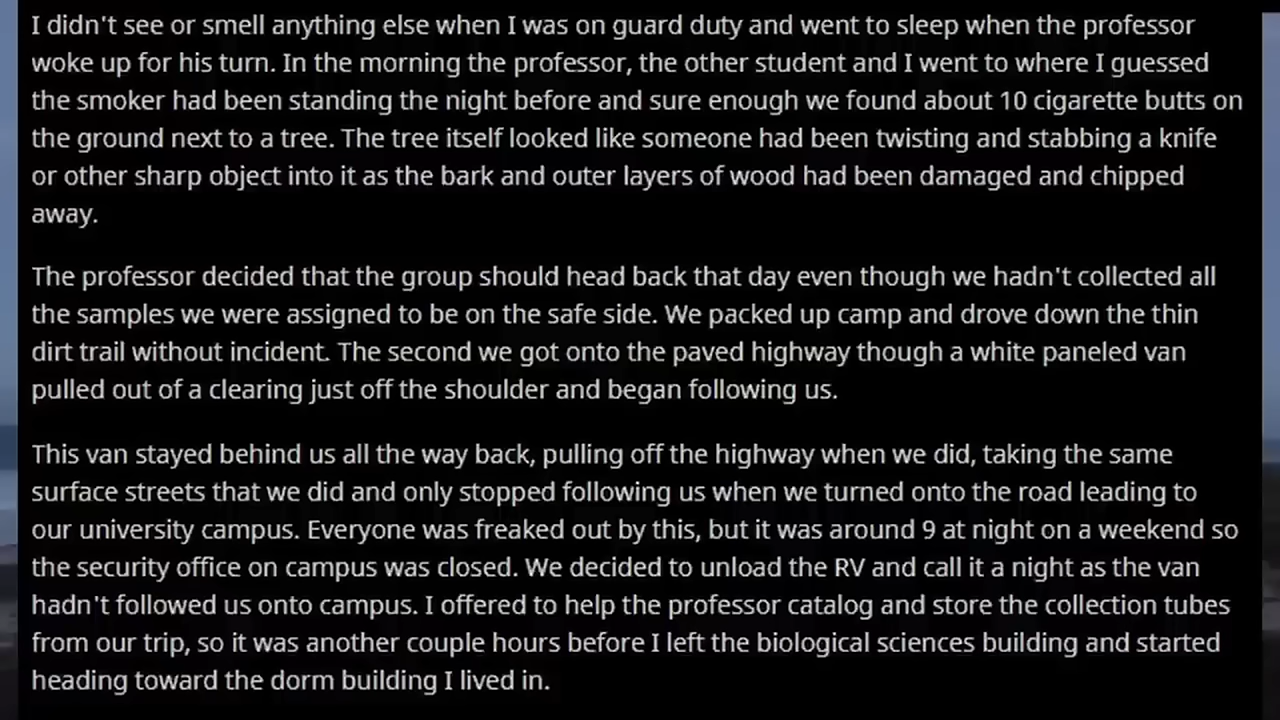 I didn't see or smell anything else when I was on guard duty and went to sleep when the professor
woke up for his turn. In the morning the professor, the other student and I went to where I guessed
the smoker had been standing the night before and sure enough we found about 10 cigarette butts on
the ground next to a tree. The tree itself looked like someone had been twisting and stabbing a knife
or other sharp object into it as the bark and outer layers of wood had been damaged and chipped
away.
The professor decided that the group should head back that day even though we hadn't collected all
the samples we were assigned to be on the safe side. We packed up camp and drove down the thin
dirt trail without incident. The second we got onto the paved highway though a white paneled van
pulled out of a clearing just off the shoulder and began following us.
This van stayed behind us all the way back, pulling off the highway when we did, taking the same
surface streets that we did and only stopped following us when we turned onto the road leading to
our university campus. Everyone was freaked out by this, but it was around 9 at night on a weekend so
the security office on campus was closed. We decided to unload the RV and call it a night as the van
hadn't followed us onto campus. I offered to help the professor catalog and store the collection tubes
from our trip, so it was another couple hours before I left the biological sciences building and started
heading toward the dorm building I lived in.